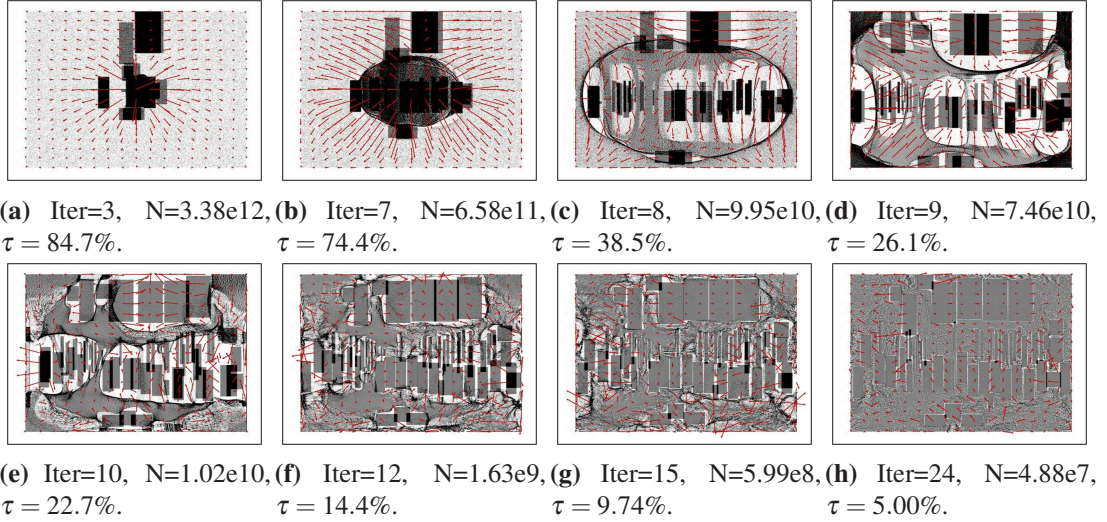 (a) Iter=3, N=3.38e12, (b) Iter=7, N=6.58e11, (c) Iter=8, N=9.95e10, (d) Iter=9, N=7.46e10,
τ = 84.7%. τ = 74.4%. τ = 38.5%. τ = 26.1%.
(e) Iter=10, N=1.02e10, (f) Iter=12, N=1.63e9, (g) Iter=15, N=5.99e8, (h) Iter=24, N=4.88e7,
τ = 22.7%. τ = 14.4%. τ = 9.74%. τ = 5.00%.